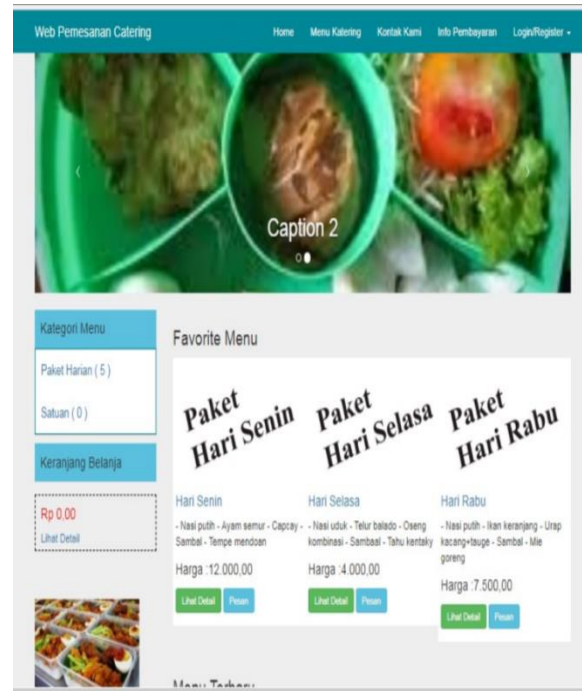 Web Pemesanan Catering
Home Menu Katering Kontak Kami Info Pembayaran Login/Register
Caption 2
Kategori Menu
Paket Harian ( 5 )
Satuan ( 0 )
Keranjang Belanja
Rp 0,00
Lihat Detail
Favorite Menu
Paket
Hari Senin
Hari Senin
- Nasi putih - Ayam semur - Capcay -
Sambal - Tempe mendoan
Harga :12.000,00
Lihat Detail Pesan
Paket
Hari Selasa
Hari Selasa
- Nasi uduk - Telur balado - Oseng
kombinasi - Sambaal - Tahu kentaky
Harga :4.000,00
Lihat Detail Pesan
Paket
Hari Rabu
Hari Rabu
- Nasi putih - Ikan keranjang - Urap
kacang+tauge - Sambal - Mie
goreng
Harga :7.500,00
Lihat Detail Pesan
Menu Terbaru